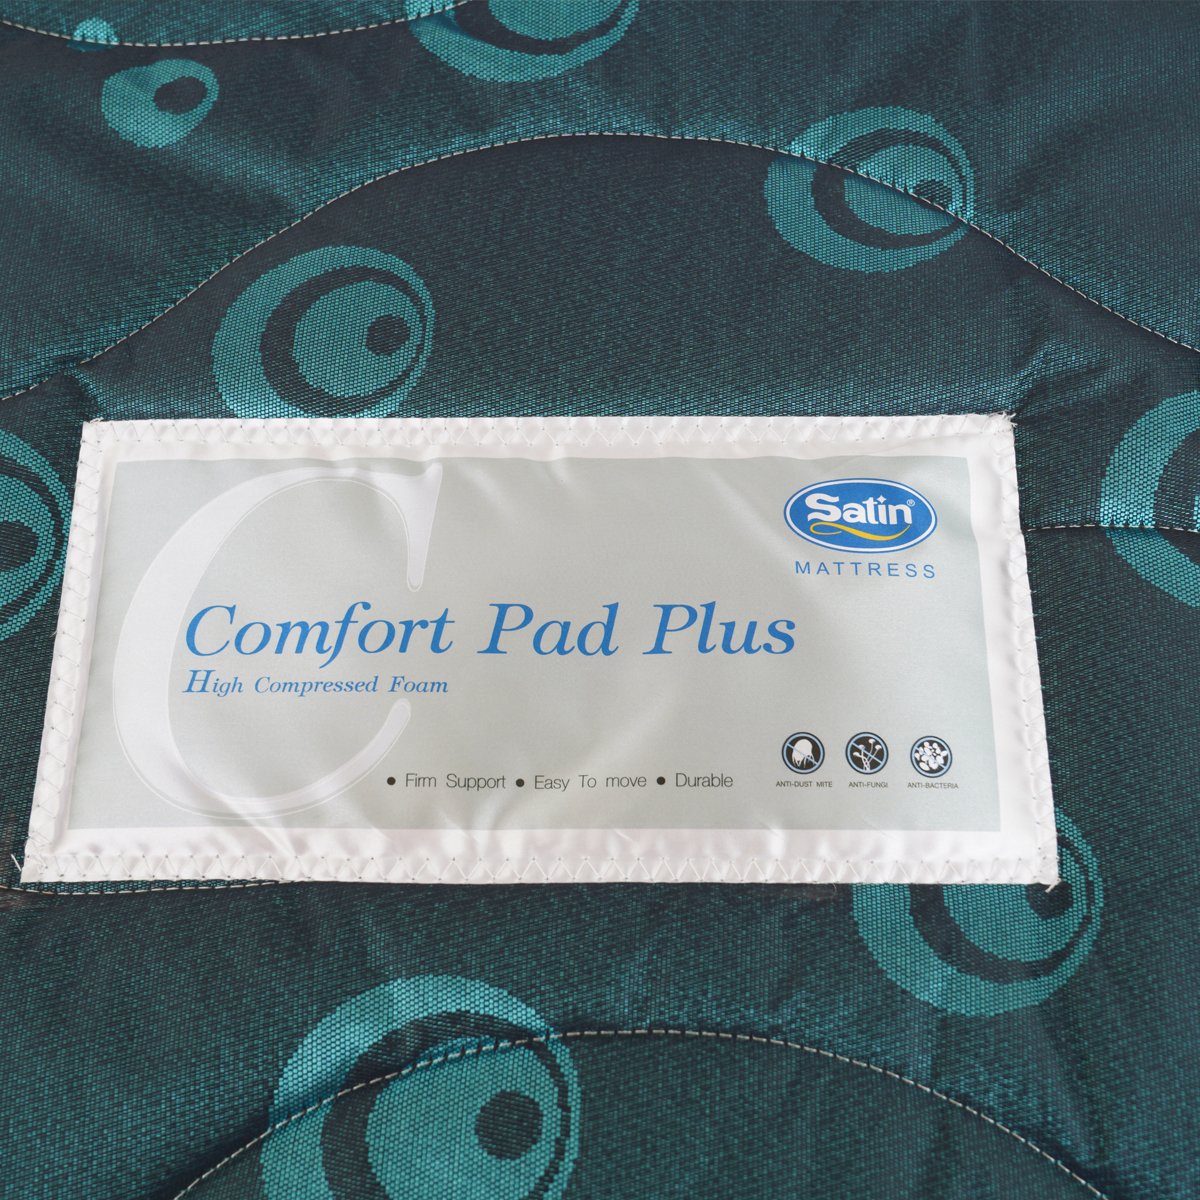 Satin®
MATTRESS
C
Comfort Pad Plus
High Compressed Foam
• Firm Support • Easy To move • Durable
ANTI-DUST MITE ANTI-FUNGI ANTI-BACTERIA